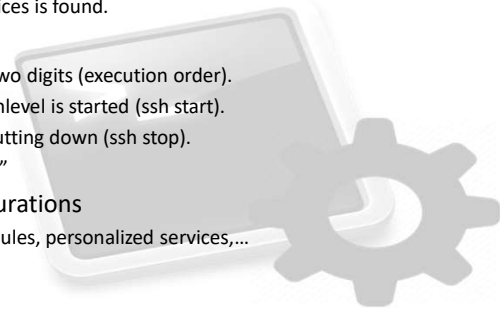 ices is found.
wo digits (execution order).
nlevel is started (ssh start).
utting down (ssh stop).
”
urations
ules, personalized services,…